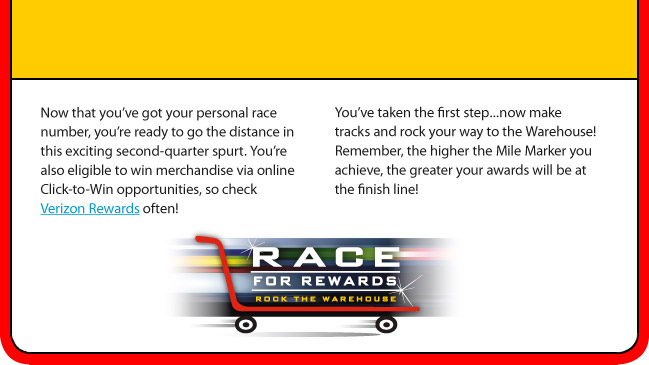 Now that you’ve got your personal race
number, you’re ready to go the distance in
this exciting second-quarter spurt. You’re
also eligible to win merchandise via online
Click-to-Win opportunities, so check
Verizon Rewards often!
You’ve taken the first step...now make
tracks and rock your way to the Warehouse!
Remember, the higher the Mile Marker you
achieve, the greater your awards will be at
the finish line!
RACE
FOR REWARDS
ROCK THE WAREHOUSE